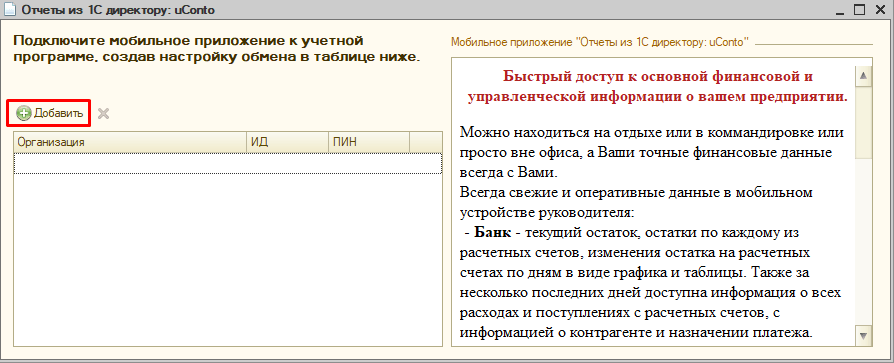 Отчеты из 1С директору: uConto
Подключите мобильное приложение к учетной
программе, создав настройку обмена в таблице ниже.
Добавить
Организация ИД ПИН
Мобильное приложение "Отчеты из 1С директору: uConto"
Быстрый доступ к основной финансовой и
управленческой информации о вашем предприятии.
Можно находиться на отдыхе или в коммандировке или
просто вне офиса, а Ваши точные финансовые данные
всегда с Вами.
Всегда свежие и оперативные данные в мобильном
устройстве руководителя:
- Банк - текущий остаток, остатки по каждому из
расчетных счетов, изменения остатка на расчетных
счетах по дням в виде графика и таблицы. Также за
несколько последних дней доступна информация о всех
расходах и поступлениях с расчетных счетов, с
информацией о контрагенте и назначении платежа.